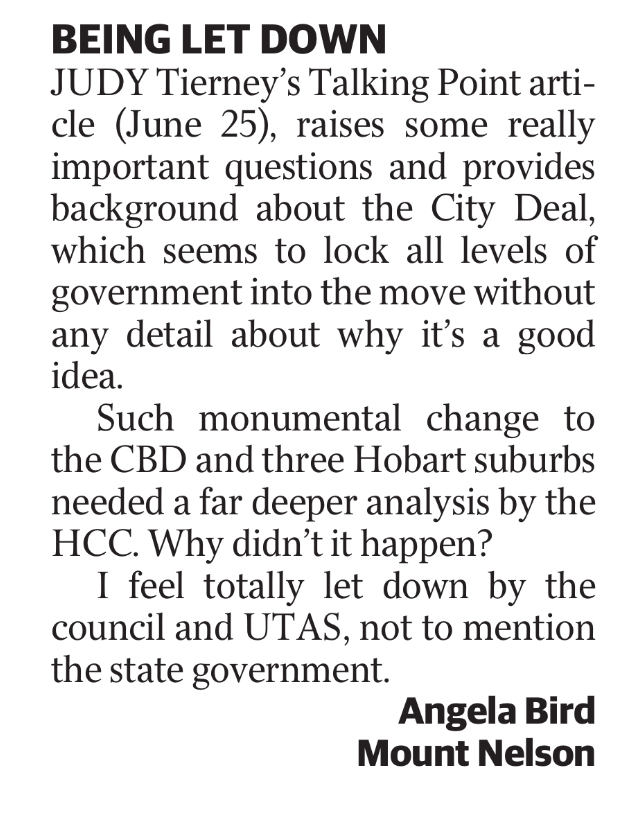 BEING LET DOWN
JUDY Tierney’s Talking Point arti-
cle (June 25), raises some really
important questions and provides
background about the City Deal,
which seems to lock all levels of
government into the move without
any detail about why it’s a good
idea.
Such monumental change to
the CBD and three Hobart suburbs
needed a far deeper analysis by the
HCC. Why didn’t it happen?
I feel totally let down by the
council and UTAS, not to mention
the state government.
Angela Bird
Mount Nelson